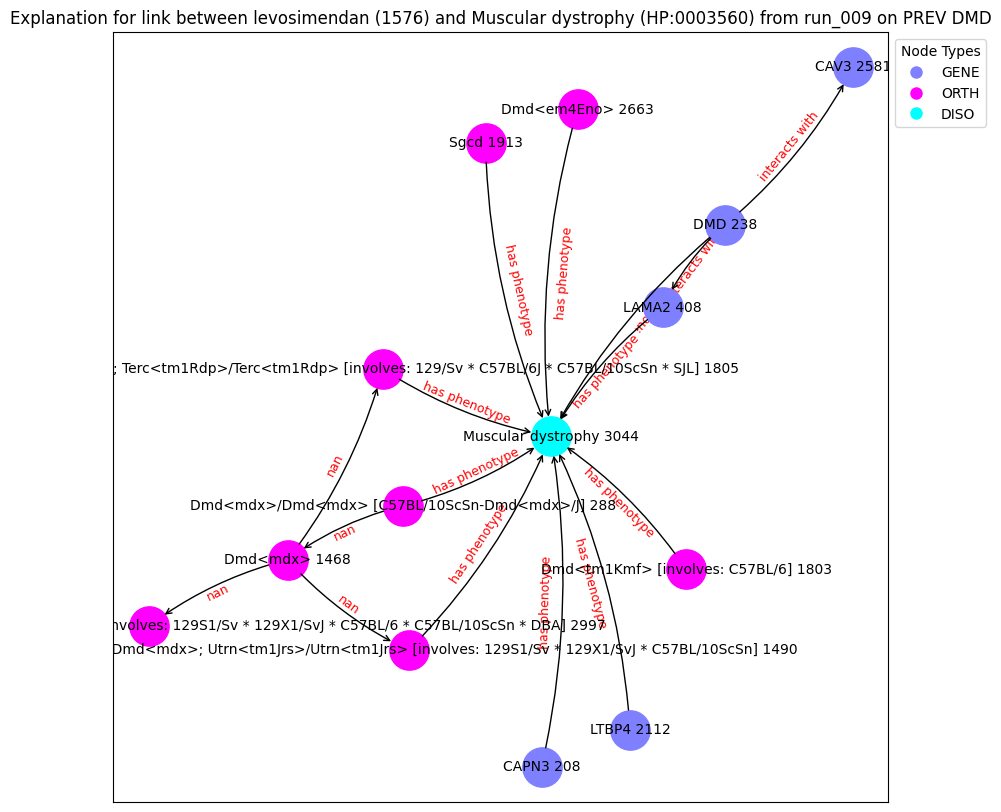 Explanation for link between levosimendan (1576) and Muscular dystrophy (HP:0003560) from run_009 on PREV DMD
Node Types
GENE
ORTH
DISO
CAV3 2581
Dmd<em4Eno> 2663
Sgcd 1913
interacts with
DMD 238
has phenotype
has phenotype
LAMA2 408
has phenotype
; Terc<tm1Rdp>/Terc<tm1Rdp> [involves: 129/Sv * C57BL/6J * C57BL/10ScSn * SJL] 1805
has phenotype
Muscular dystrophy 3044
nan
has phenotype
has phenotype
Dmd<mdx>/Dmd<mdx> [C57BL/10ScSn-Dmd<mdx>/J] 288
nan
has phenotype
Dmd<mdx> 1468
Dmd<tm1Kmf> [involves: C57BL/6] 1803
has phenotype
has phenotype
nan
nan
nvolves: 129S1/Sv * 129X1/SvJ * C57BL/6 * C57BL/10ScSn * DBA] 2997
Dmd<mdx>; Utrn<tm1Jrs>/Utrn<tm1Jrs> [involves: 129S1/Sv * 129X1/SvJ * C57BL/10ScSn] 1490
LTBP4 2112
CAPN3 208